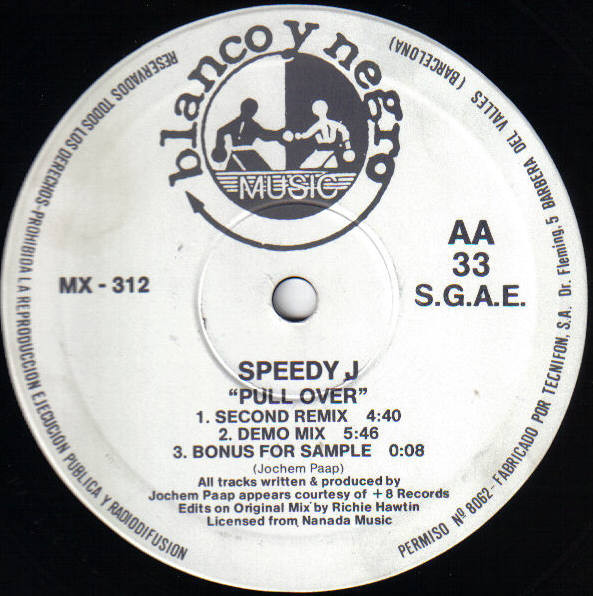 blanco y negro
MUSIC
MX - 312
AA
33
S.G.A.E.
SPEEDY J
"PULL OVER"
1. SECOND REMIX 4:40
2. DEMO MIX 5:46
3. BONUS FOR SAMPLE 0:08
(Jochem Paap)
All tracks written & produced by
Jochem Paap appears courtesy of +8 Records
Edits on Original Mix by Richie Hawtin
Licensed from Nanada Music
RESERVADOS TODOS LOS DERECHOS-PROHIBIDA LA REPRODUCCION EJECUCION PUBLICA Y RADIODIFUSION
PERMISO Nº 8062-FABRICADO POR TECNIFON, S.A. Dr. Fleming, 5 BARBERA DEL VALLES (BARCELONA)